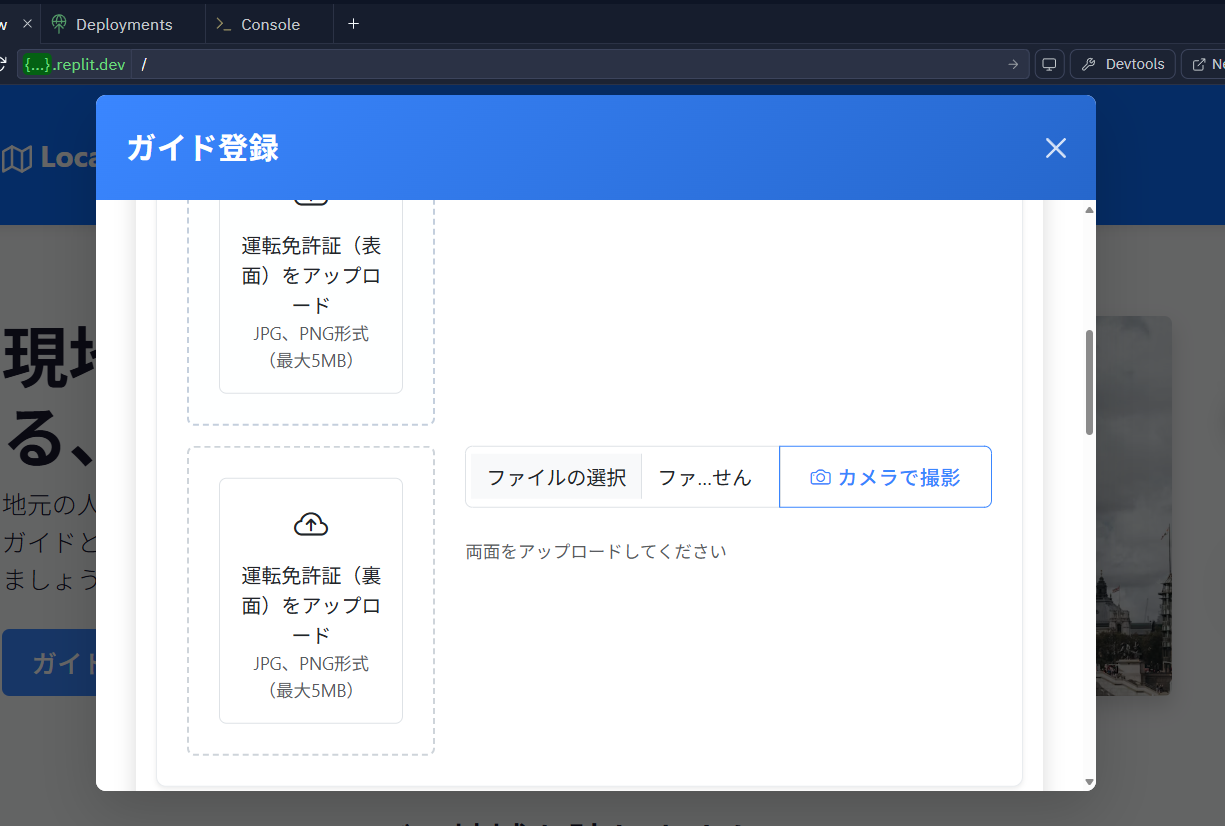 Deployments
Console
{...}.replit.dev
/
Devtools
Loca
ガイド登録
運転免許証（表
面）をアップロ
ード
JPG、PNG形式
（最大5MB）
ファイルの選択
ファ...せん
カメラで撮影
両面をアップロードしてください
運転免許証（裏
面）をアップロ
ード
JPG、PNG形式
（最大5MB）
る、
地元の人
ガイドと
ましょう
ガイド